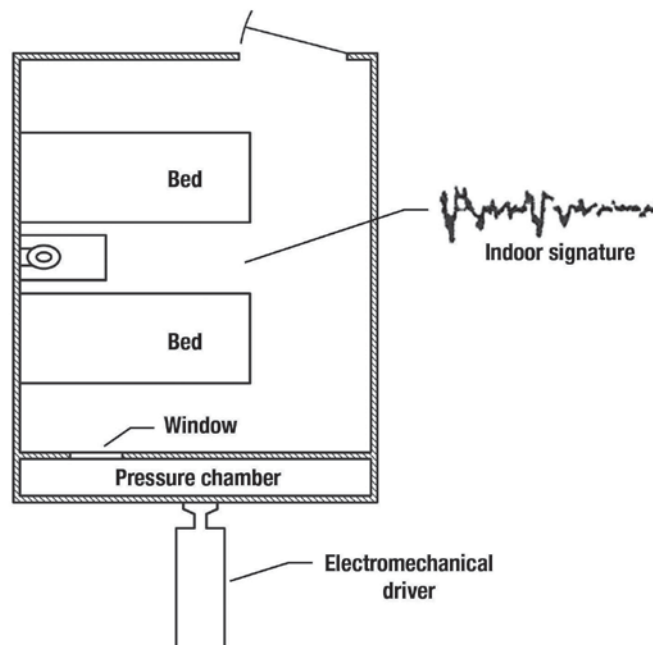 Bed
Indoor signature
Bed
Window
Pressure chamber
Electromechanical
driver